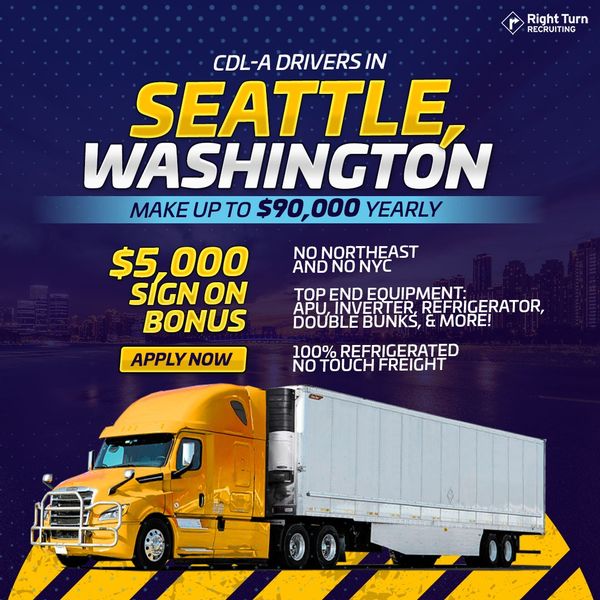 Right Turn
RECRUITING
CDL-A DRIVERS IN
SEATTLE,
WASHINGTON
MAKE UP TO $90,000 YEARLY
$5,000
SIGN ON
BONUS
APPLY NOW
NO NORTHEAST
AND NO NYC
TOP END EQUIPMENT:
APU, INVERTER, REFRIGERATOR,
DOUBLE BUNKS, & MORE!
100% REFRIGERATED
NO TOUCH FREIGHT